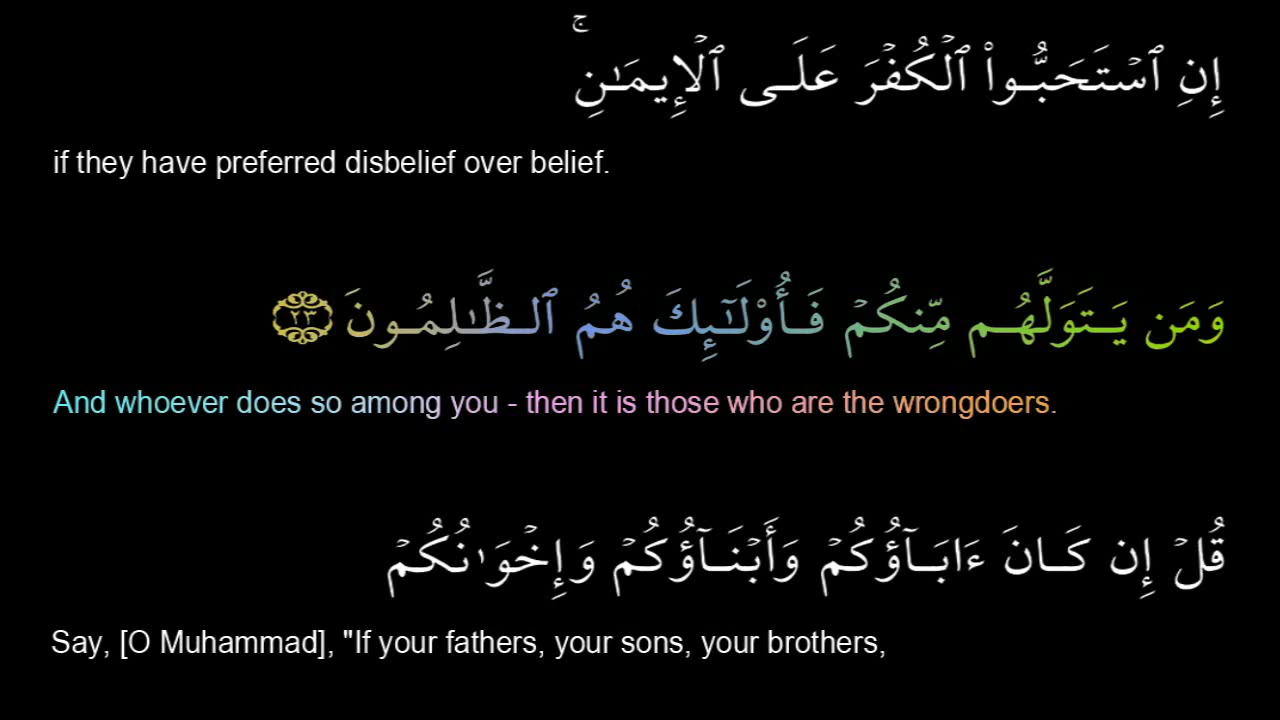 إِنِ ٱسْتَحَبُّوا۟ ٱلْكُفْرَ عَلَى ٱلْإِيمَـٰنِ ۚ
if they have preferred disbelief over belief.
وَمَن يَتَوَلَّهُم مِّنكُمْ فَأُو۟لَـٰٓئِكَ هُمُ ٱلظَّـٰلِمُونَ ٢٣
And whoever does so among you - then it is those who are the wrongdoers.
قُلْ إِن كَانَ ءَابَآؤُكُمْ وَأَبْنَآؤُكُمْ وَإِخْوَٰنُكُمْ
Say, [O Muhammad], "If your fathers, your sons, your brothers,